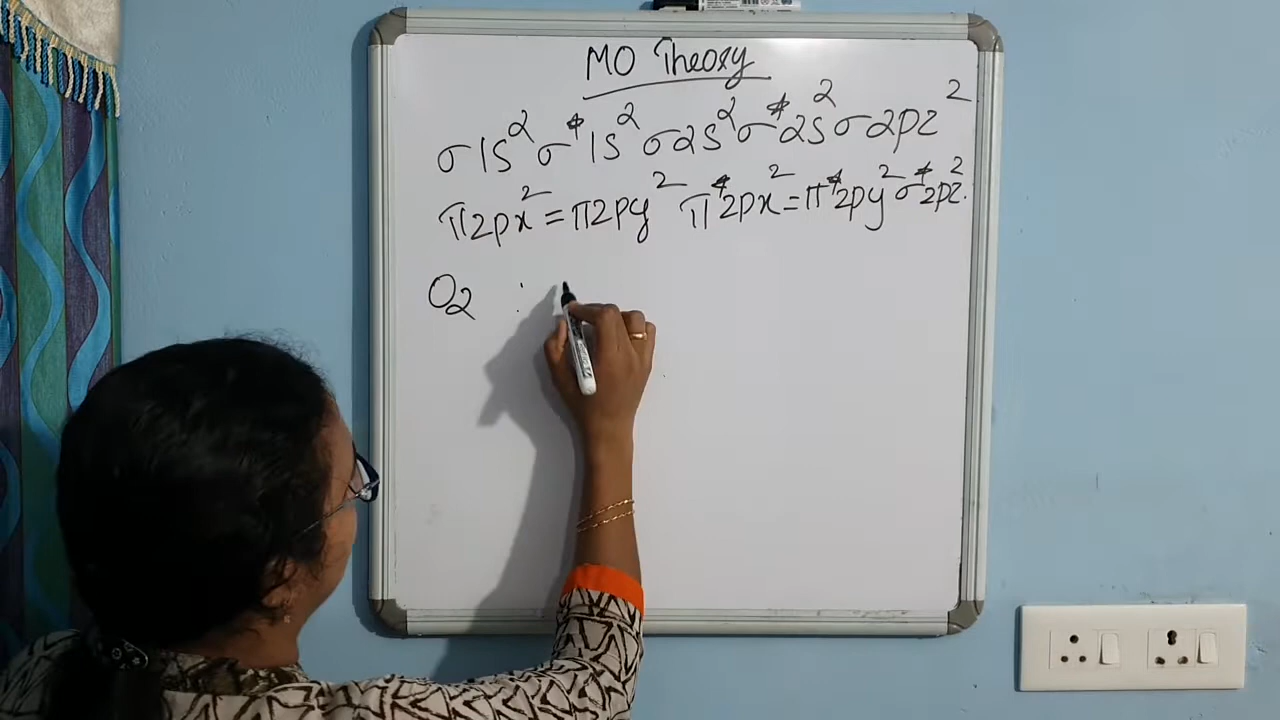 MO Theory
σ1s² σ*1s² σ2s² σ*2s² σ2pz²
π2px² = π2py² π*2px² = π*2py² σ*2pz².
O₂ :